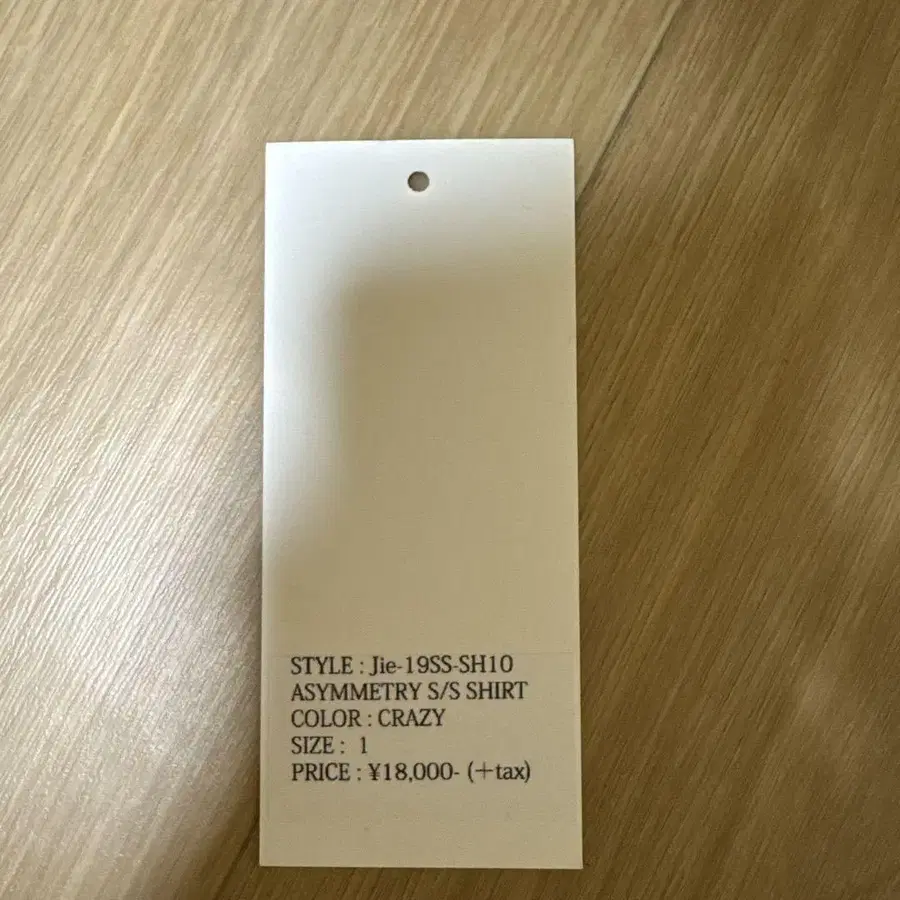 STYLE : Jie-19SS-SH10
ASYMMETRY S/S SHIRT
COLOR : CRAZY
SIZE : 1
PRICE : ¥18,000- (+tax)